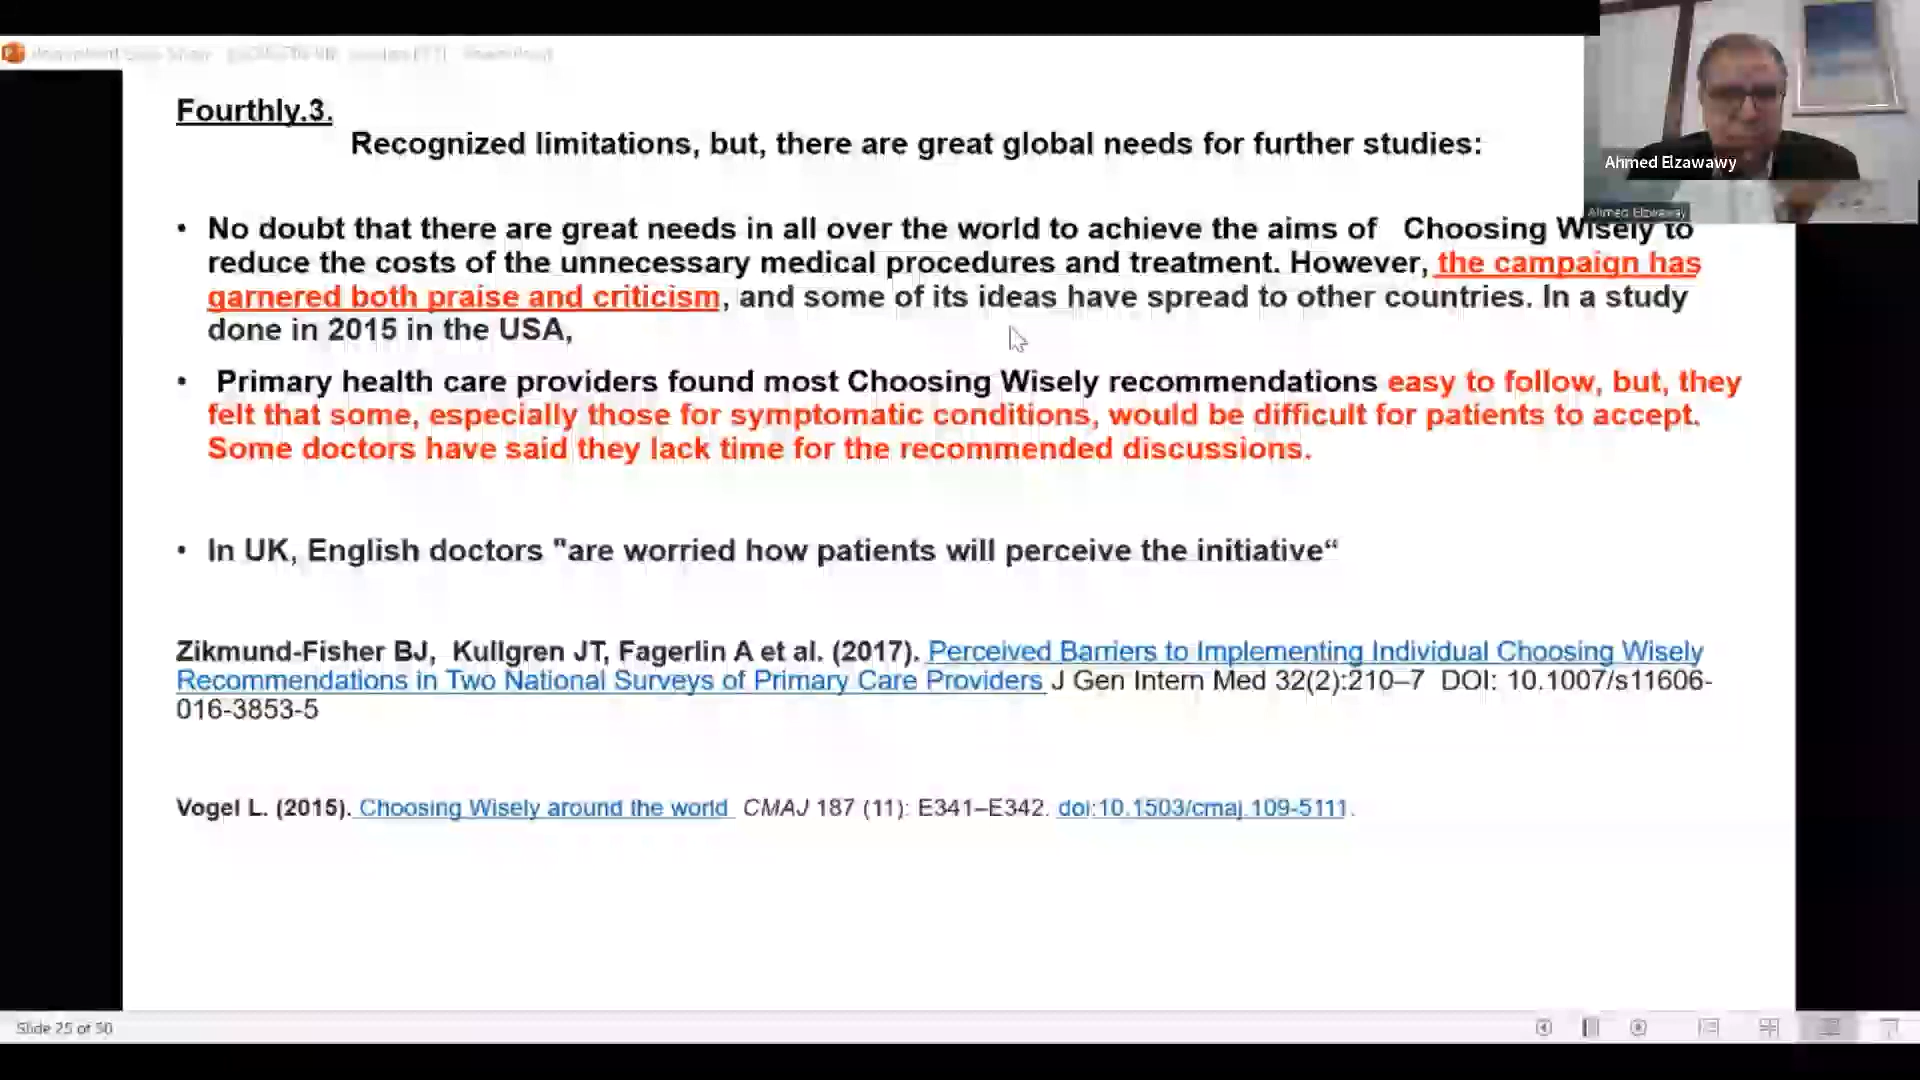 Fourthly.3.
Recognized limitations, but, there are great global needs for further studies:
Ahmed Elzawawy
Ahmed Elzawawy
• No doubt that there are great needs in all over the world to achieve the aims of Choosing Wisely to
reduce the costs of the unnecessary medical procedures and treatment. However, the campaign has
garnered both praise and criticism, and some of its ideas have spread to other countries. In a study
done in 2015 in the USA,
• Primary health care providers found most Choosing Wisely recommendations easy to follow, but, they
felt that some, especially those for symptomatic conditions, would be difficult for patients to accept.
Some doctors have said they lack time for the recommended discussions.
• In UK, English doctors "are worried how patients will perceive the initiative“
Zikmund-Fisher BJ, Kullgren JT, Fagerlin A et al. (2017). Perceived Barriers to Implementing Individual Choosing Wisely
Recommendations in Two National Surveys of Primary Care Providers J Gen Intern Med 32(2):210–7 DOI: 10.1007/s11606-
016-3853-5
Vogel L. (2015). Choosing Wisely around the world CMAJ 187 (11): E341–E342. doi:10.1503/cmaj.109-5111.
Slide 25 of 50